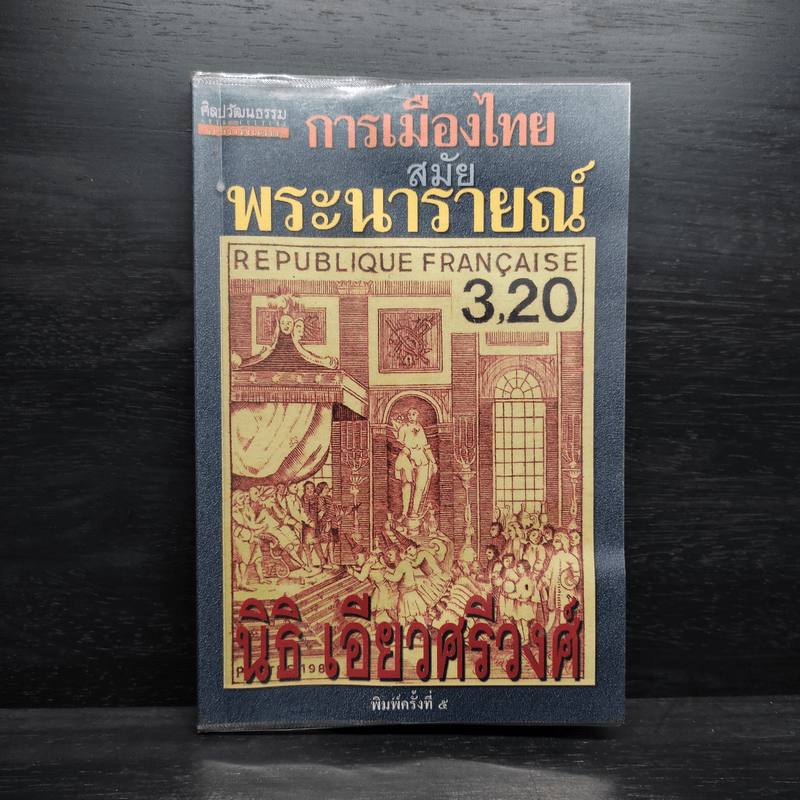 ศิลปวัฒนธรรม
การเมืองไทย
สมัย
พระนารายณ์
REPUBLIQUE FRANÇAISE
3,20
นิธิ เอียวศรีวงศ์
พิมพ์ครั้งที่ ๕